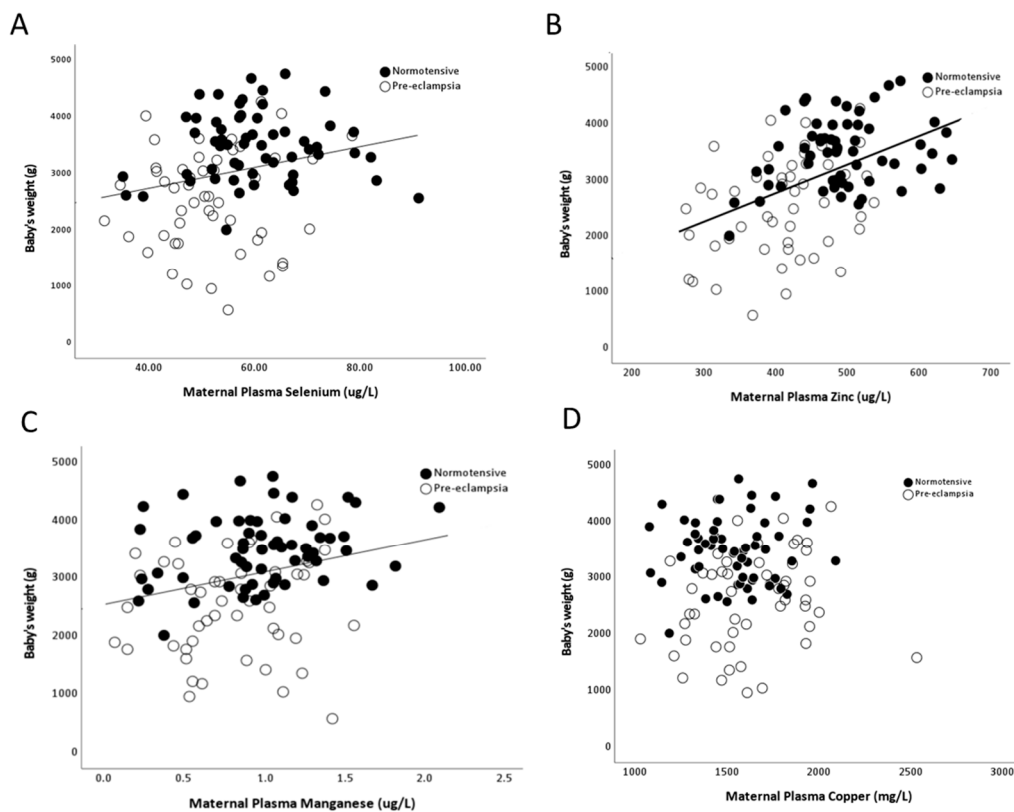 A
5000
4000
3000
2000
1000
0
Baby's weight (g)
Normotensive
Pre-eclampsia
40.00 60.00 80.00 100.00
Maternal Plasma Selenium (ug/L)
B
5000
4000
3000
2000
1000
0
Baby's weight (g)
Normotensive
Pre-eclampsia
200 300 400 500 600 700
Maternal Plasma Zinc (ug/L)
C
5000
4000
3000
2000
1000
0
Baby's weight (g)
Normotensive
Pre-eclampsia
0.0 0.5 1.0 1.5 2.0 2.5
Maternal Plasma Manganese (ug/L)
D
5000
4000
3000
2000
1000
0
Baby's weight (g)
Normotensive
Pre-eclampsia
1000 1500 2000 2500 3000
Maternal Plasma Copper (mg/L)